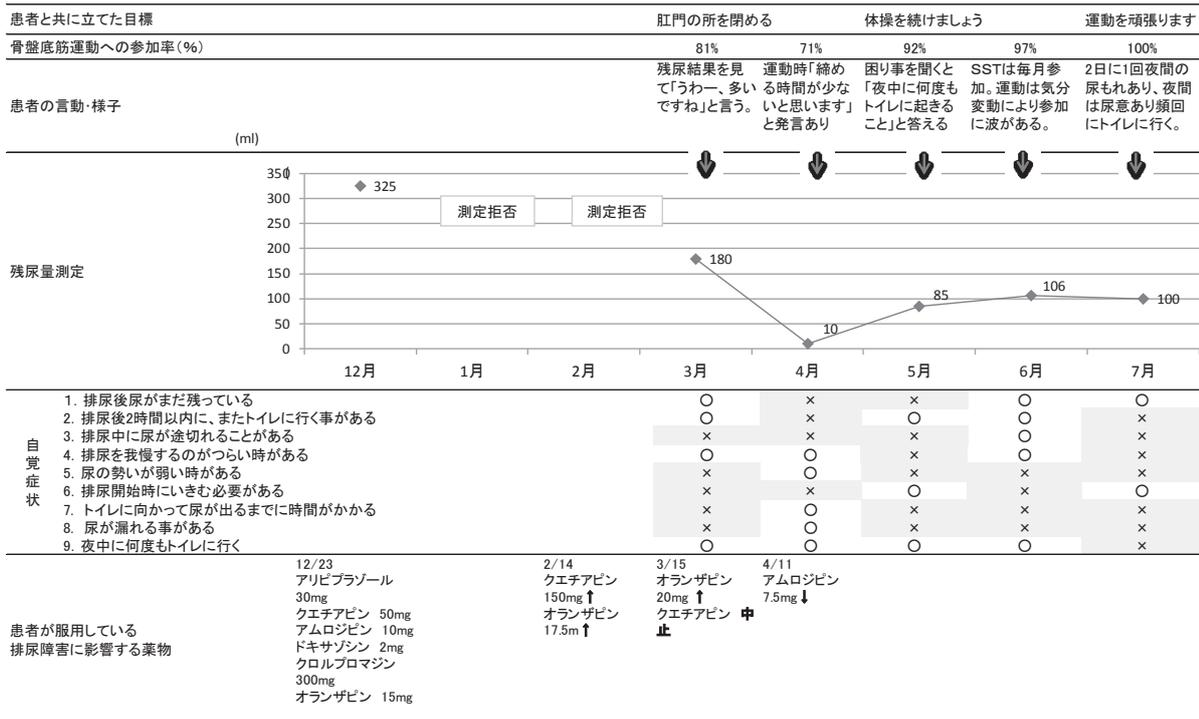 患者と共に立てた目標 肛門の所を閉める 体操を続けましょう 運動を頑張ります
骨盤底筋運動への参加率(%) 81% 71% 92% 97% 100%
患者の言動・様子
残尿結果を見
て「うわー、多い
ですね」と言う。
運動時「締め
る時間が少な
いと思います」
と発言あり
困り事を聞くと
「夜中に何度も
トイレに起きる
こと」と答える
SSTは毎月参
加。運動は気分
変動により参加
に波がある。
2日に1回夜間の
尿もれあり、夜間
は尿意あり頻回
にトイレに行く。
(ml)
残尿量測定
350
300
250
200
150
100
50
0
325
測定拒否 測定拒否
180
10
85
106
100
12月 1月 2月 3月 4月 5月 6月 7月
自覚症状
1. 排尿後尿がまだ残っている ○ × × ○ ○
2. 排尿後2時間以内に、またトイレに行く事がある ○ × ○ ○ ×
3. 排尿中に尿が途切れることがある × × × ○ ×
4. 排尿を我慢するのがつらい時がある ○ ○ × ○ ×
5. 尿の勢いが弱い時がある × ○ × × ×
6. 排尿開始時にいきむ必要がある × × ○ × ○
7. トイレに向かって尿が出るまでに時間がかかる × ○ × × ×
8. 尿が漏れる事がある × ○ × × ×
9. 夜中に何度もトイレに行く ○ ○ ○ ○ ×
患者が服用している
排尿障害に影響する薬物
12/23
アリピプラゾール
30mg
クエチアピン 50mg
アムロジピン 10mg
ドキサゾシン 2mg
クロルプロマジン
300mg
オランザピン 15mg
2/14
クエチアピン
150mg↑
オランザピン
17.5m↑
3/15
オランザピン
20mg ↑
クエチアピン 中
止
4/11
アムロジピン
7.5mg↓